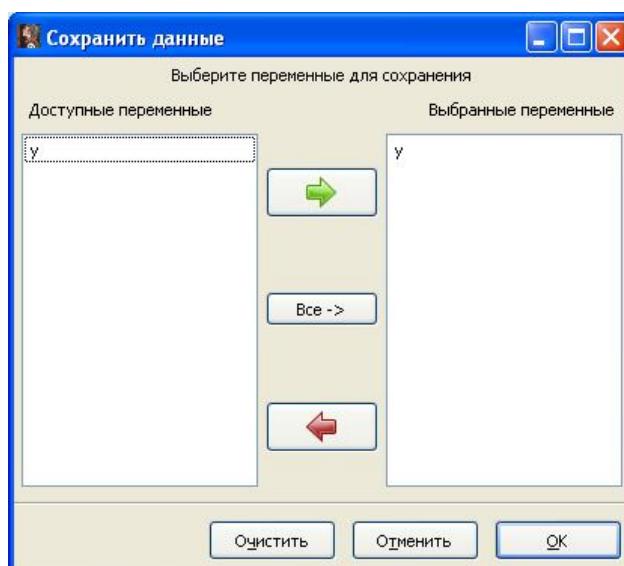 Сохранить данные
Выберите переменные для сохранения
Доступные переменные Выбранные переменные
y y
Все ->
Очистить Отменить OK